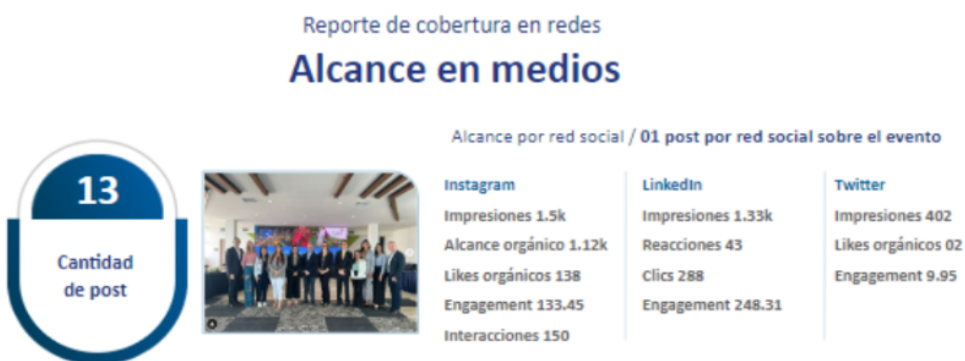 Reporte de cobertura en redes
Alcance en medios
13
Cantidad
de post
Alcance por red social / 01 post por red social sobre el evento
Instagram
Impresiones 1.5k
Alcance orgánico 1.12k
Likes orgánicos 138
Engagement 133.45
Interacciones 150
LinkedIn
Impresiones 1.33k
Reacciones 43
Clics 288
Engagement 248.31
Twitter
Impresiones 402
Likes orgánicos 02
Engagement 9.95